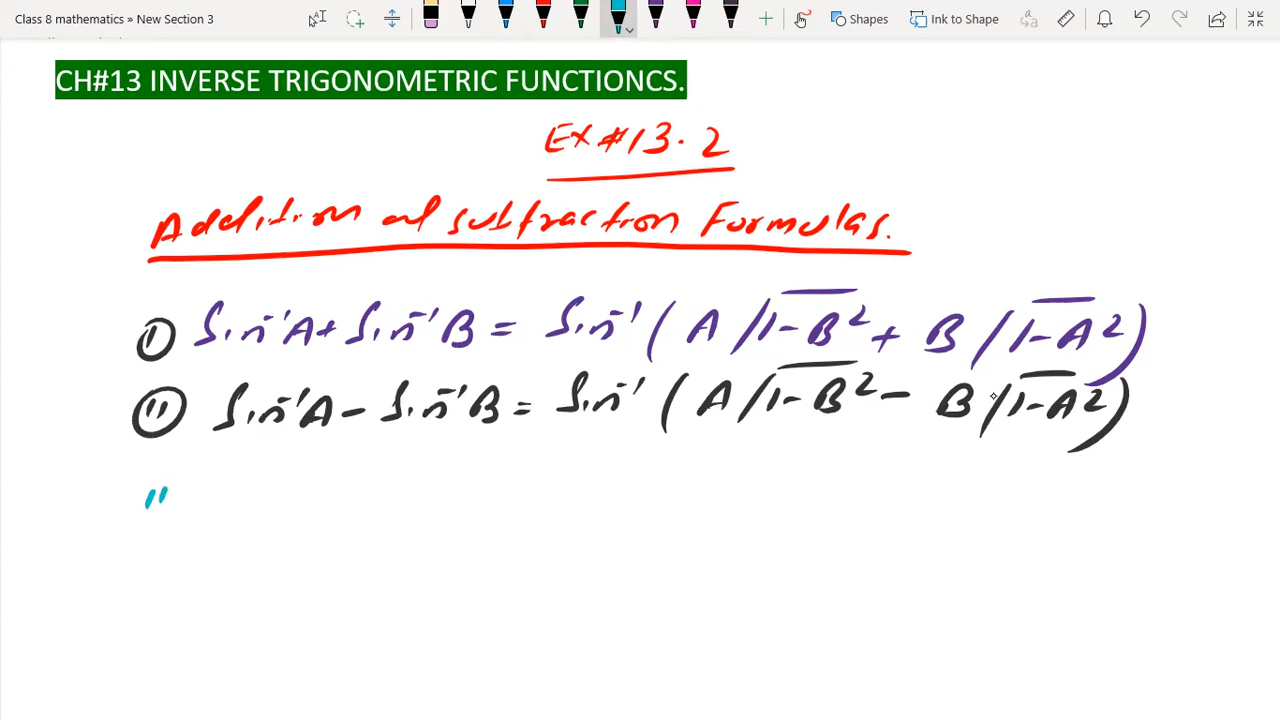 Class 8 mathematics » New Section 3
Shapes
Ink to Shape
CH#13 INVERSE TRIGONOMETRIC FUNCTIONCS.
Ex#13.2
Addition ad subtraction Formulas.
(i) Sin⁻¹A + Sin⁻¹B = Sin⁻¹(A√1-B² + B√1-A²)
(ii) Sin⁻¹A - Sin⁻¹B = Sin⁻¹(A√1-B² - B√1-A²)
"